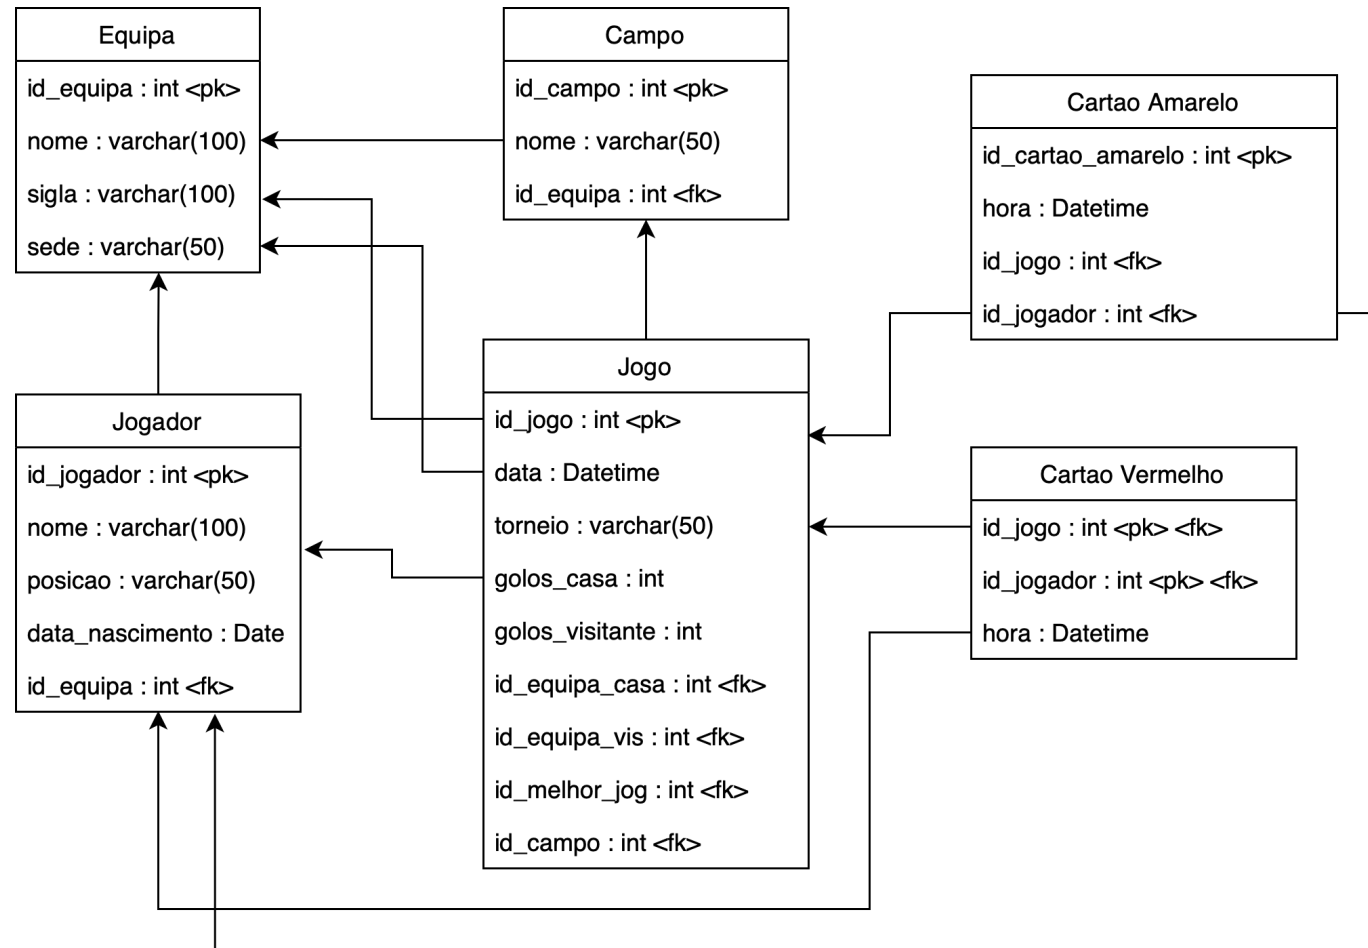 Equipa
id_equipa : int <pk>
nome : varchar(100)
sigla : varchar(100)
sede : varchar(50)
Campo
id_campo : int <pk>
nome : varchar(50)
id_equipa : int <fk>
Cartao Amarelo
id_cartao_amarelo : int <pk>
hora : Datetime
id_jogo : int <fk>
id_jogador : int <fk>
Jogador
id_jogador : int <pk>
nome : varchar(100)
posicao : varchar(50)
data_nascimento : Date
id_equipa : int <fk>
Jogo
id_jogo : int <pk>
data : Datetime
torneio : varchar(50)
golos_casa : int
golos_visitante : int
id_equipa_casa : int <fk>
id_equipa_vis : int <fk>
id_melhor_jog : int <fk>
id_campo : int <fk>
Cartao Vermelho
id_jogo : int <pk> <fk>
id_jogador : int <pk> <fk>
hora : Datetime